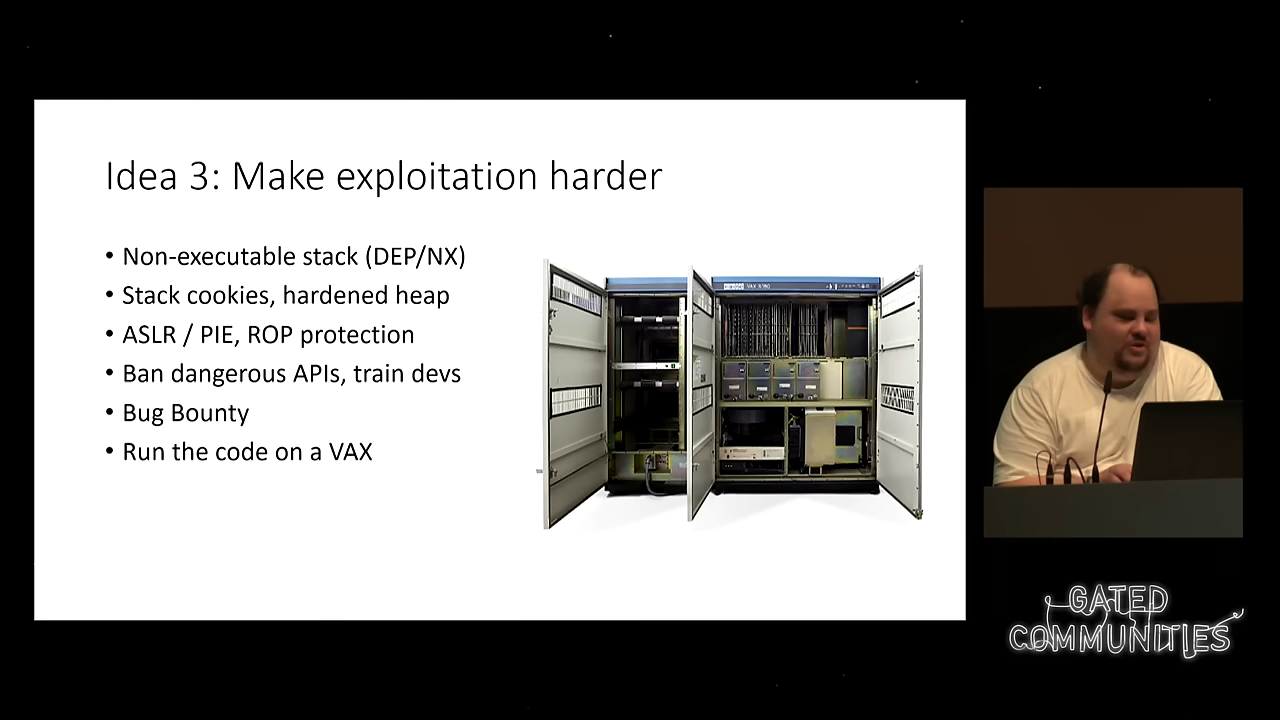 Idea 3: Make exploitation harder
• Non-executable stack (DEP/NX)
• Stack cookies, hardened heap
• ASLR / PIE, ROP protection
• Ban dangerous APIs, train devs
• Bug Bounty
• Run the code on a VAX
GATED
COMMUNITIES